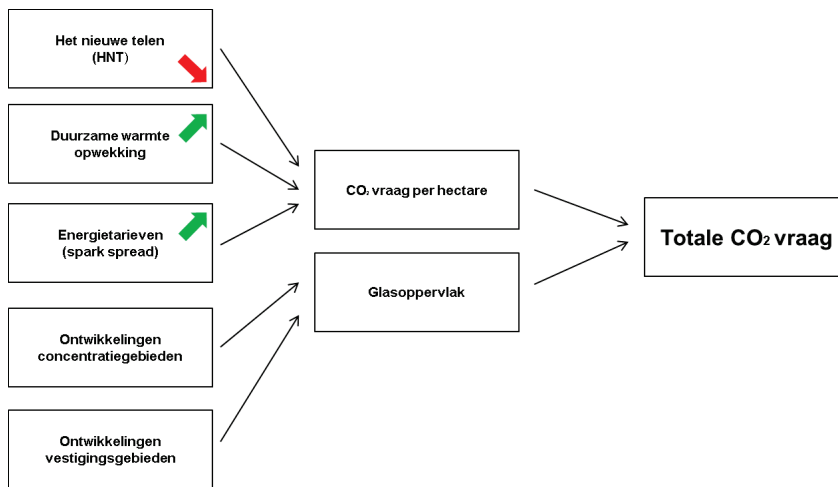 Het nieuwe telen
(HNT)
Duurzame warmte
opwekking
Energietarieven
(spark spread)
Ontwikkelingen
concentratiegebieden
Ontwikkelingen
vestigingsgebieden
CO₂ vraag per hectare
Glasoppervlak
Totale CO₂ vraag